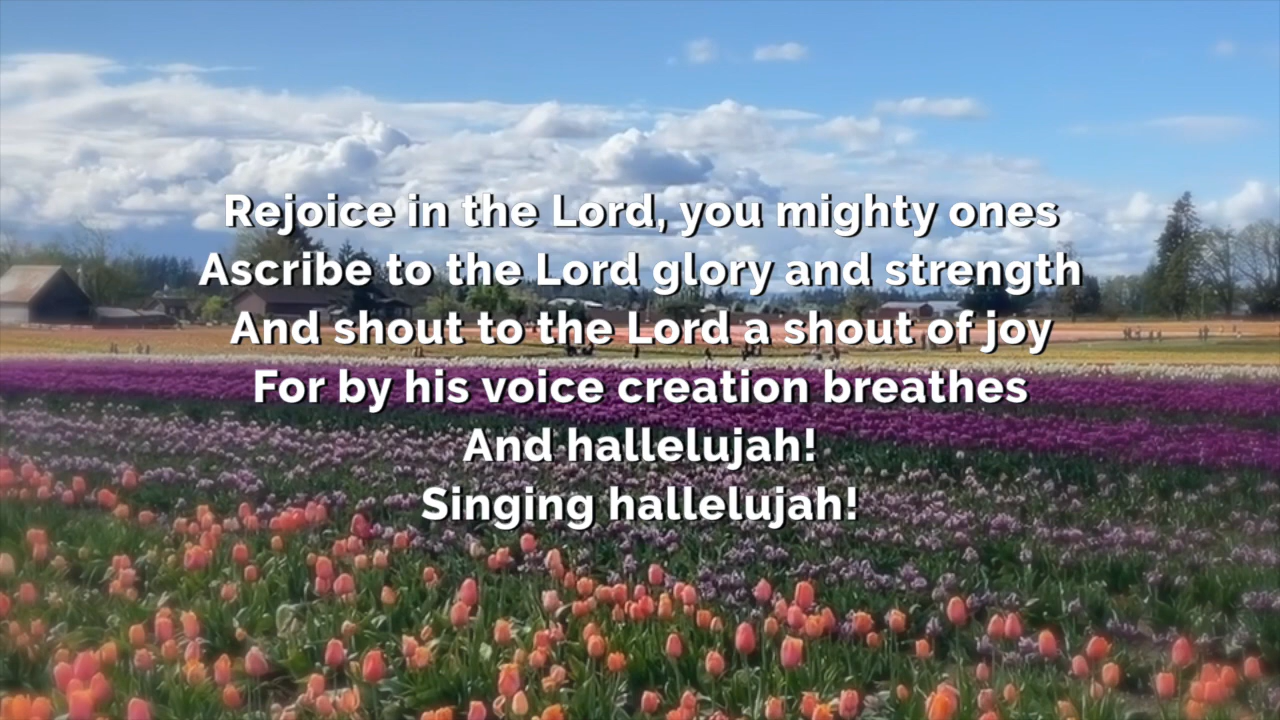 Rejoice in the Lord, you mighty ones
Ascribe to the Lord glory and strength
And shout to the Lord a shout of joy
For by his voice creation breathes
And hallelujah!
Singing hallelujah!